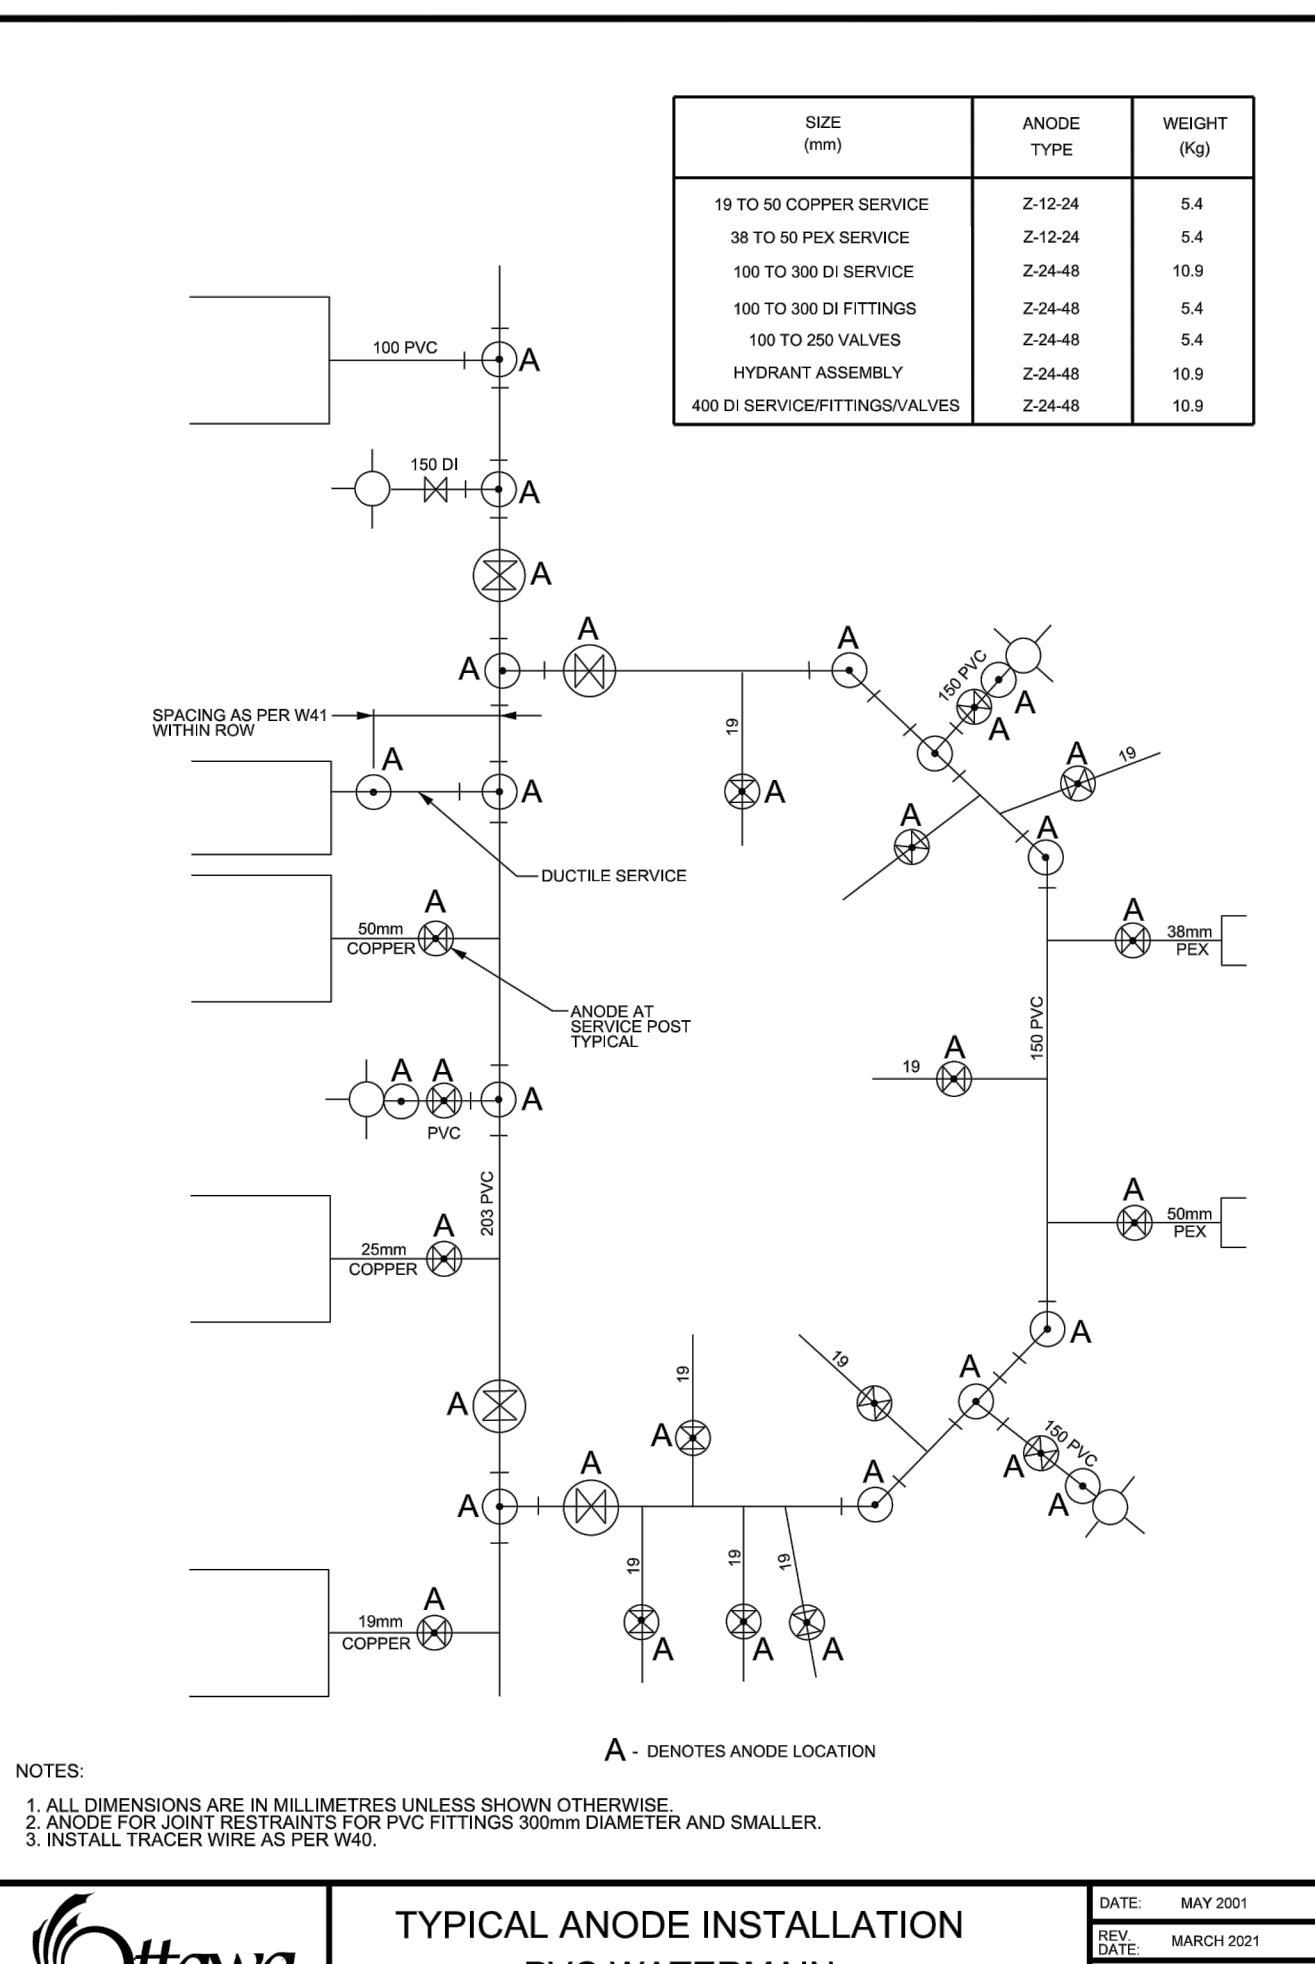 SIZE (mm) ANODE TYPE WEIGHT (Kg)
19 TO 50 COPPER SERVICE Z-12-24 5.4
38 TO 50 PEX SERVICE Z-12-24 5.4
100 TO 300 DI SERVICE Z-24-48 10.9
100 TO 300 DI FITTINGS Z-24-48 5.4
100 TO 250 VALVES Z-24-48 5.4
HYDRANT ASSEMBLY Z-24-48 10.9
400 DI SERVICE/FITTINGS/VALVES Z-24-48 10.9
100 PVC
A
150 DI
A
A
A
A
A
150 PVC
A
A
SPACING AS PER W41
WITHIN ROW
19
A
A
A
A
19
A
A
A
DUCTILE SERVICE
A
50mm
COPPER
A
38mm
PEX
ANODE AT
SERVICE POST
TYPICAL
150 PVC
A
19
A
A
A
PVC
203 PVC
A
50mm
PEX
A
25mm
COPPER
A
19
19
A
A
A
A
150 PVC
A
A
A
A
A
19
19
19
A
19mm
COPPER
A
A
A
A - DENOTES ANODE LOCATION
NOTES:
1. ALL DIMENSIONS ARE IN MILLIMETRES UNLESS SHOWN OTHERWISE.
2. ANODE FOR JOINT RESTRAINTS FOR PVC FITTINGS 300mm DIAMETER AND SMALLER.
3. INSTALL TRACER WIRE AS PER W40.
Ottawa
TYPICAL ANODE INSTALLATION
PVC WATERMAIN
DATE: MAY 2001
REV. DATE: MARCH 2021